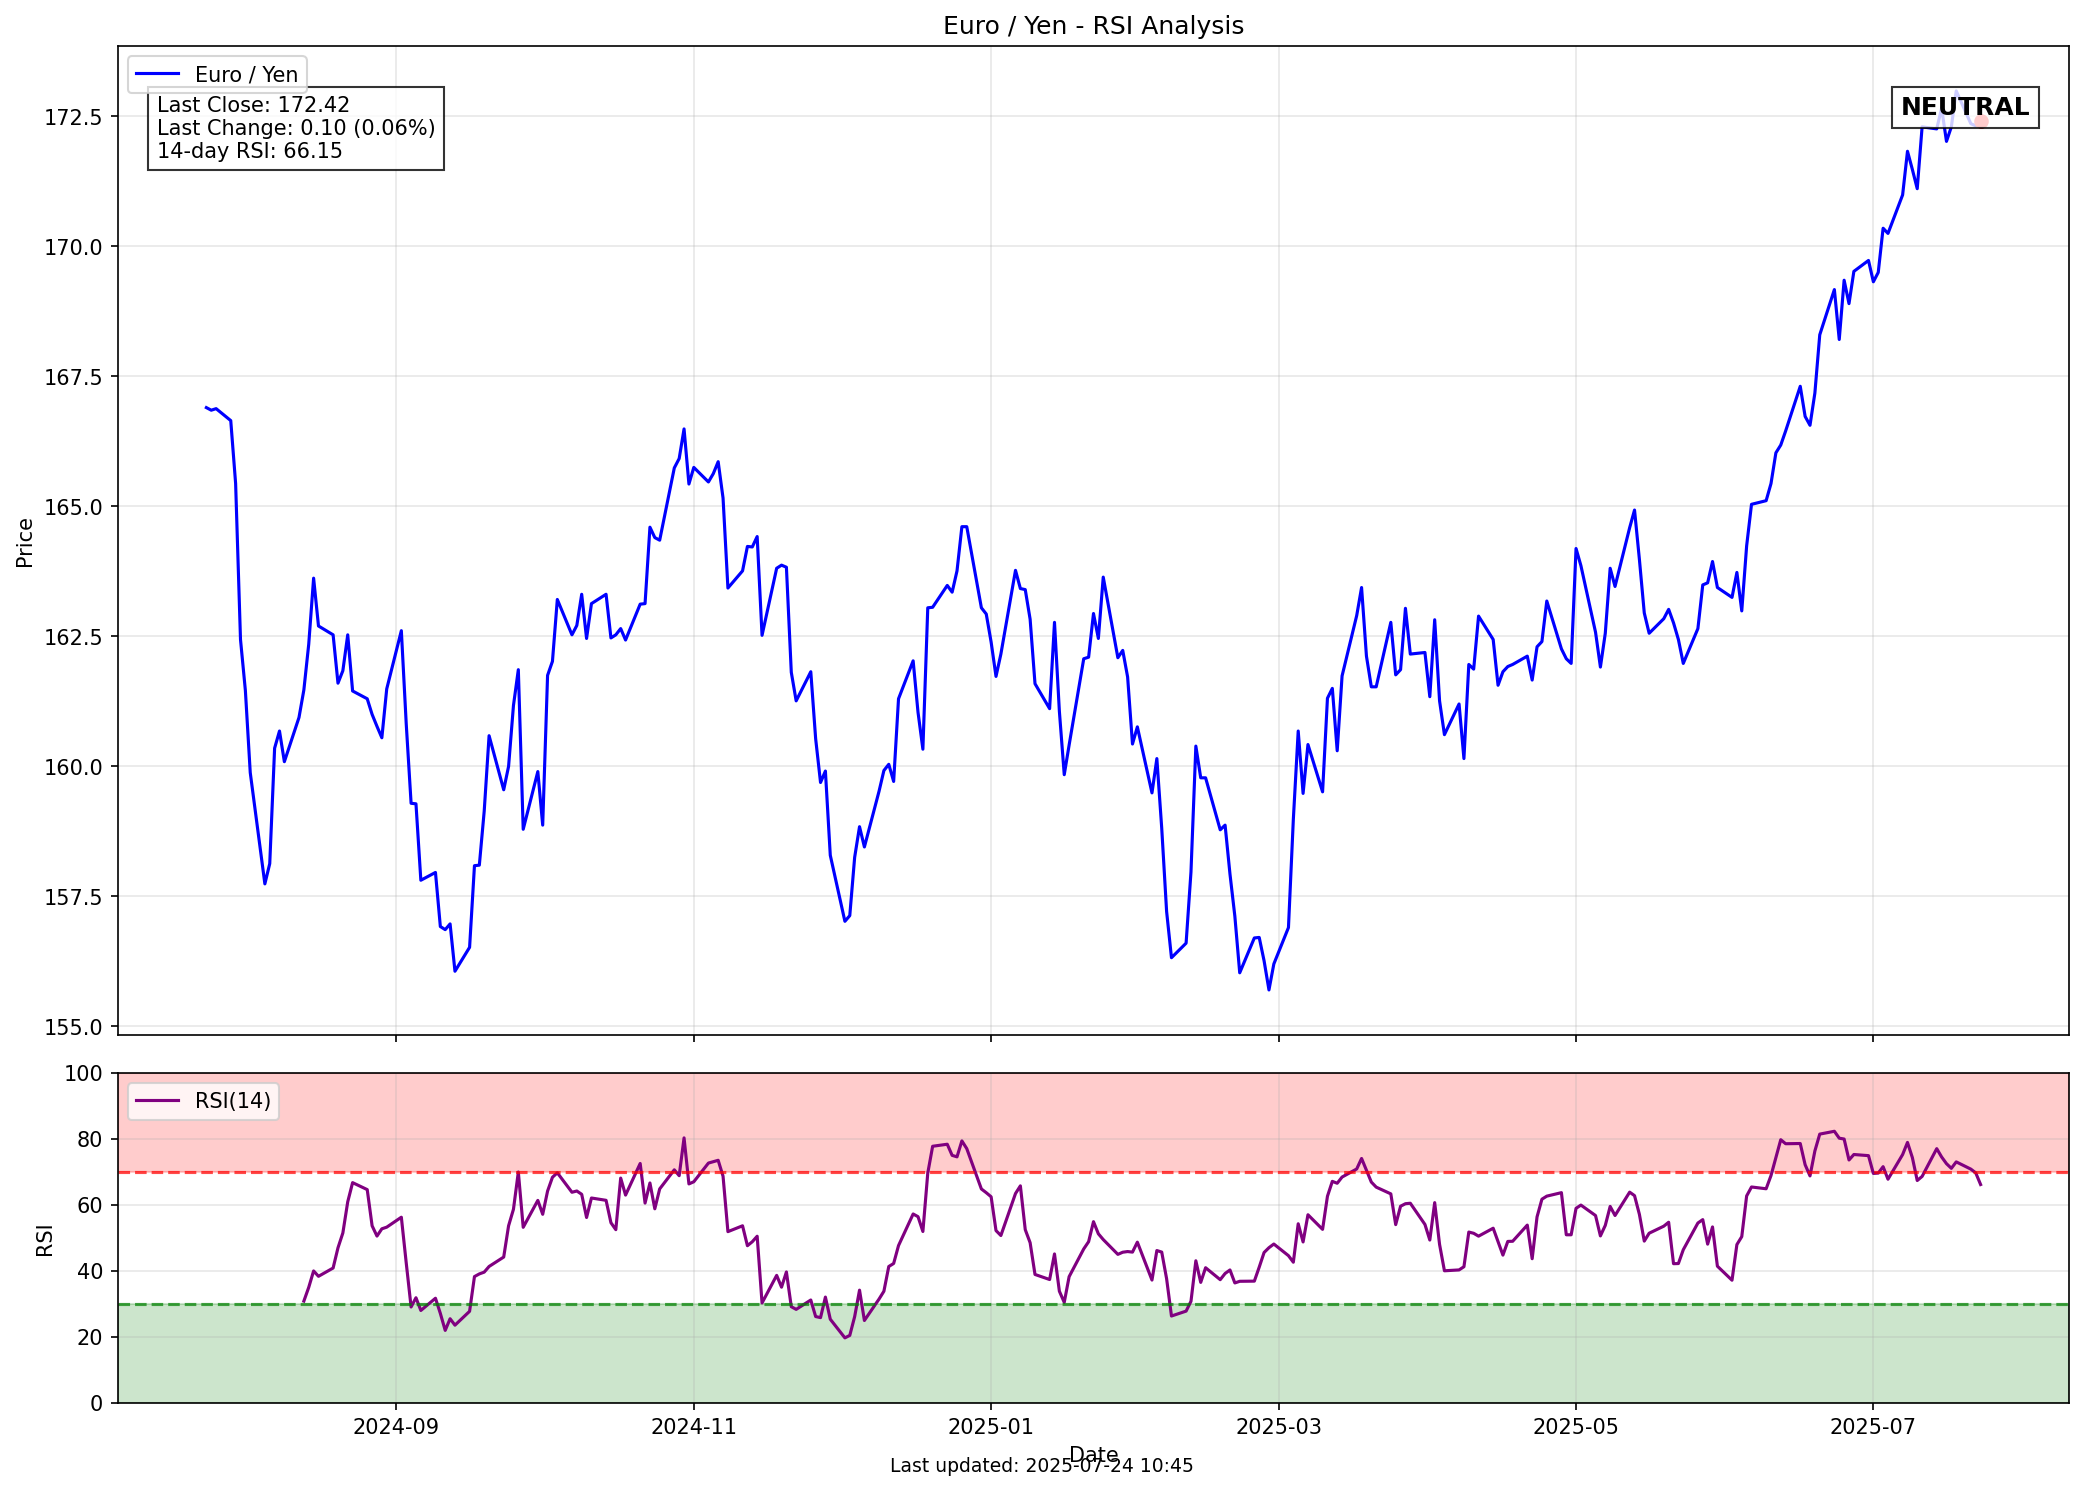 Euro / Yen - RSI Analysis
Euro / Yen
Last Close: 172.42
Last Change: 0.10 (0.06%)
14-day RSI: 66.15
NEUTRAL
172.5
170.0
167.5
165.0
162.5
160.0
157.5
155.0
Price
RSI(14)
100
80
60
40
20
0
RSI
2024-09
2024-11
2025-01
2025-03
2025-05
2025-07
Date
Last updated: 2025-07-24 10:45